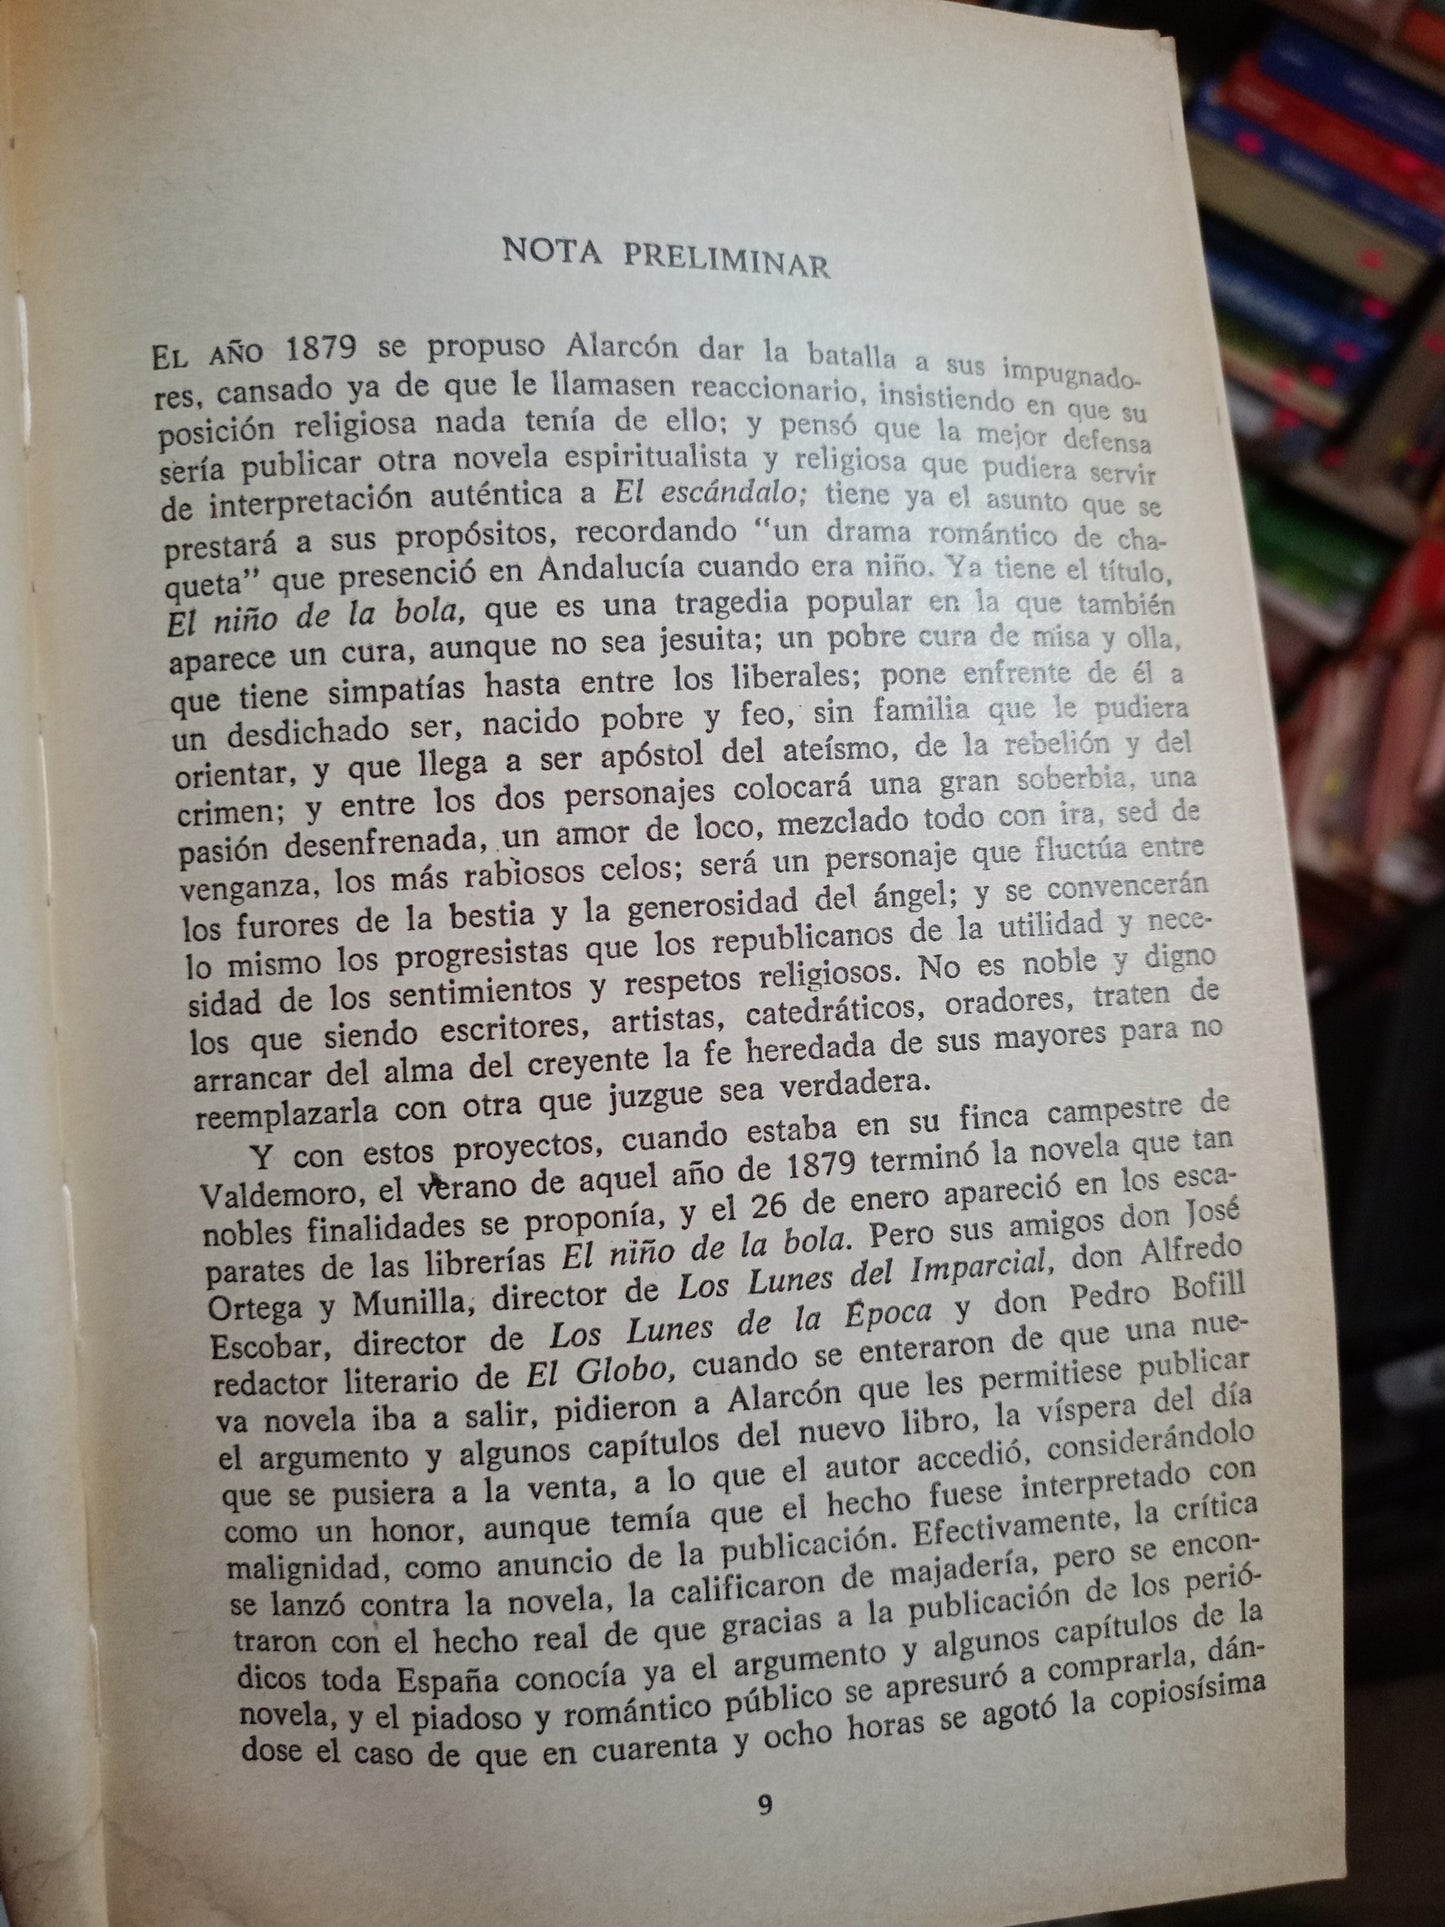 NOTA PRELIMINAR
EL AÑO 1879 se propuso Alarcón dar la batalla a sus impugnado-
res, cansado ya de que le llamasen reaccionario, insistiendo en que su
posición religiosa nada tenía de ello; y pensó que la mejor defensa
sería publicar otra novela espiritualista y religiosa que pudiera servir
de interpretación auténtica a El escándalo; tiene ya el asunto que se
prestará a sus propósitos, recordando “un drama romántico de cha-
queta” que presenció en Andalucía cuando era niño. Ya tiene el título,
El niño de la bola, que es una tragedia popular en la que también
aparece un cura, aunque no sea jesuita; un pobre cura de misa y olla,
que tiene simpatías hasta entre los liberales; pone enfrente de él a
un desdichado ser, nacido pobre y feo, sin familia que le pudiera
orientar, y que llega a ser apóstol del ateísmo, de la rebelión y del
crimen; y entre los dos personajes colocará una gran soberbia, una
pasión desenfrenada, un amor de loco, mezclado todo con ira, sed de
venganza, los más rabiosos celos; será un personaje que fluctúa entre
los furores de la bestia y la generosidad del ángel; y se convencerán
lo mismo los progresistas que los republicanos de la utilidad y nece-
sidad de los sentimientos y respetos religiosos. No es noble y digno
los que siendo escritores, artistas, catedráticos, oradores, traten de
arrancar del alma del creyente la fe heredada de sus mayores para no
reemplazarla con otra que juzgue sea verdadera.
Y con estos proyectos, cuando estaba en su finca campestre de
Valdemoro, el verano de aquel año de 1879 terminó la novela que tan
nobles finalidades se proponía, y el 26 de enero apareció en los esca-
parates de las librerías El niño de la bola. Pero sus amigos don José
Ortega y Munilla, director de Los Lunes del Imparcial, don Alfredo
Escobar, director de Los Lunes de la Época y don Pedro Bofill
redactor literario de El Globo, cuando se enteraron de que una nue-
va novela iba a salir, pidieron a Alarcón que les permitiese publicar
el argumento y algunos capítulos del nuevo libro, la víspera del día
que se pusiera a la venta, a lo que el autor accedió, considerándolo
como un honor, aunque temía que el hecho fuese interpretado con
malignidad, como anuncio de la publicación. Efectivamente, la crítica
se lanzó contra la novela, la calificaron de majadería, pero se encon-
traron con el hecho real de que gracias a la publicación de los perió-
dicos toda España conocía ya el argumento y algunos capítulos de la
novela, y el piadoso y romántico público se apresuró a comprarla, dán-
dose el caso de que en cuarenta y ocho horas se agotó la copiosísima
9